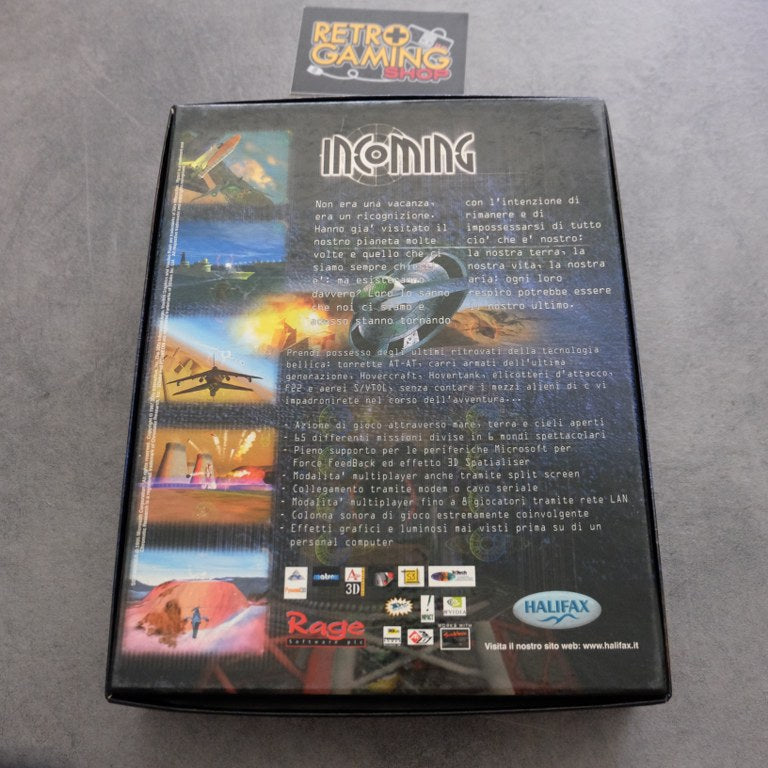 RETRO
GAMING
SHOP
INCOMING
Non era una vacanza,
era un ricognizione.
Hanno gia' visitato il
nostro pianeta molte
volte e quello che ci
siamo sempre chiesti
e': ma esisteranno
davvero? Loro lo sanno
che noi ci siamo e
adesso stanno tornando
con l'intenzione di
rimanere e di
impossessarsi di tutto
cio' che e' nostro:
la nostra terra, la
nostra vita, la nostra
aria: ogni loro
respiro potrebbe essere
il nostro ultimo.
Prendi possesso degli ultimi ritrovati della tecnologia
bellica: torrette AT-AT, carri armati dell'ultima
generazione, Hovercraft, Hovertank, elicotteri d'attacco,
F22 e aerei S/VTOL, senza contare i mezzi alieni di c vi
impadronirete nel corso dell'avventura...
- Azione di gioco attraverso mare, terra e cieli aperti
- 65 differenti missioni divise in 6 mondi spettacolari
- Pieno supporto per le periferiche Microsoft per
Force FeedBack ed effetto 3D Spatialiser
- Modalita' multiplayer anche tramite split screen
- Collegamento tramite modem o cavo seriale
- Modalita' multiplayer fino a 8 giocatori tramite rete LAN
- Colonna sonora di gioco estremamente coinvolgente
- Effetti grafici e luminosi mai visti prima su di un
personal computer
matrox
3D
S3
NVIDIA
Rage
Software plc
WORKS WITH
HALIFAX
Visita il nostro sito web: www.halifax.it